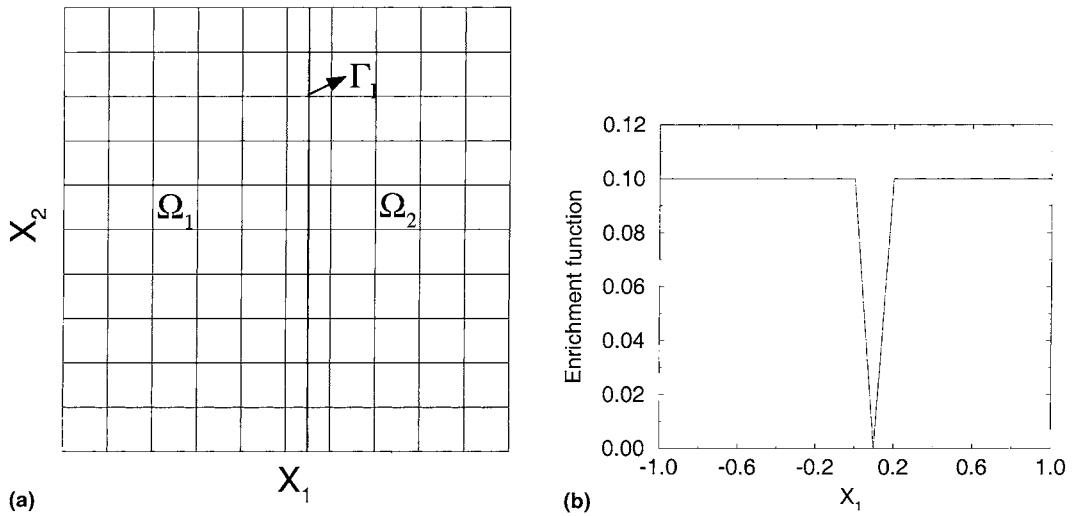 Γ₁
Ω₁
Ω₂
X₂
X₁
(a)
0.12
0.10
0.08
0.06
0.04
0.02
0.00
Enrichment function
-1.0 -0.6 -0.2 0.2 0.6 1.0
X₁
(b)